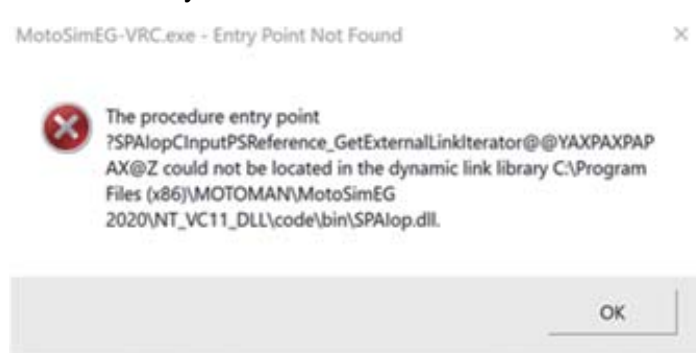 MotoSimEG-VRC.exe - Entry Point Not Found
The procedure entry point
?SPAIopCInputPSReference_GetExternalLinkIterator@@YAXPAXPAP
AX@Z could not be located in the dynamic link library C:\Program
Files (x86)\MOTOMAN\MotoSimEG
2020\NT_VC11_DLL\code\bin\SPAIop.dll.
OK